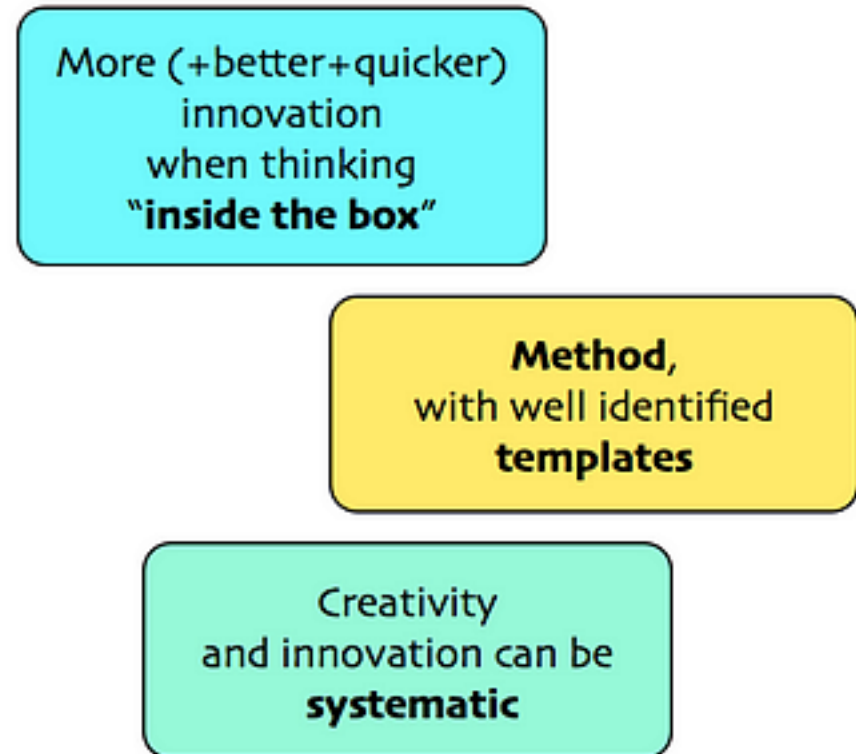 More (+better+quicker)
innovation
when thinking
“inside the box”
Method,
with well identified
templates
Creativity
and innovation can be
systematic